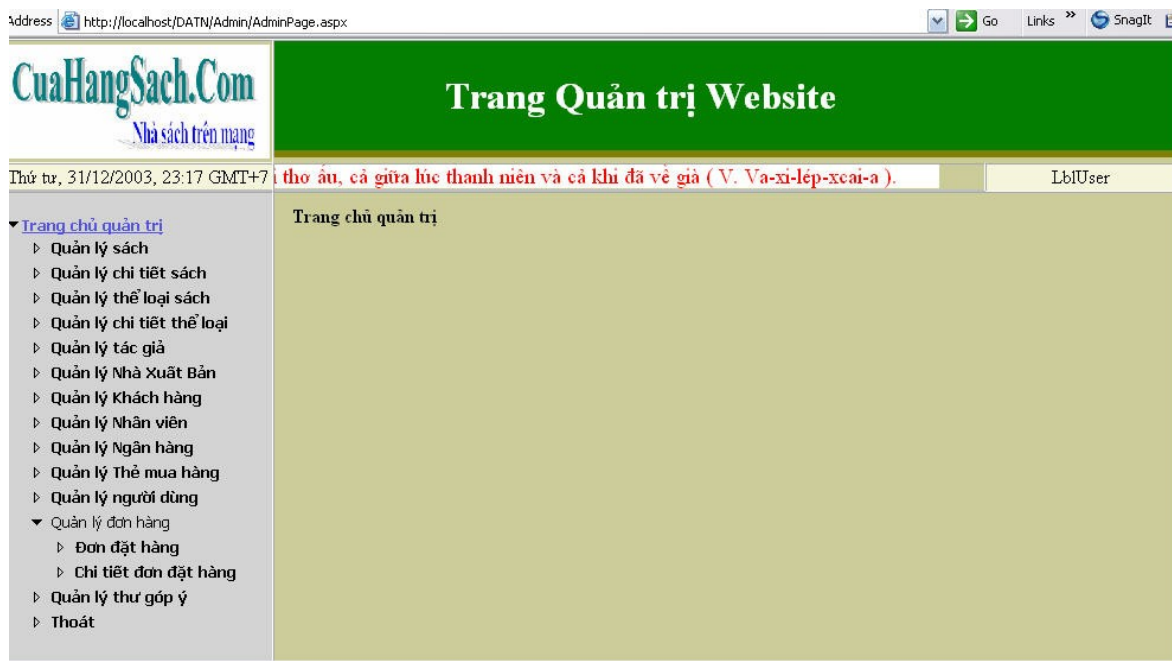 Address http://localhost/DATN/Admin/AdminPage.aspx Go Links » SnagIt
CuaHangSach.Com
Nhà sách trên mạng
Trang Quản trị Website
Thứ tư, 31/12/2003, 23:17 GMT+7 thơ ấu, cả giữa lúc thanh niên và cả khi đã về già ( V. Va-xi-lép-xcai-a ). LblUser
Trang chủ quản trị
Trang chủ quản trị
Quản lý sách
Quản lý chi tiết sách
Quản lý thể loại sách
Quản lý chi tiết thể loại
Quản lý tác giả
Quản lý Nhà Xuất Bản
Quản lý Khách hàng
Quản lý Nhân viên
Quản lý Ngân hàng
Quản lý Thẻ mua hàng
Quản lý người dùng
Quản lý đơn hàng
Đơn đặt hàng
Chi tiết đơn đặt hàng
Quản lý thư góp ý
Thoát